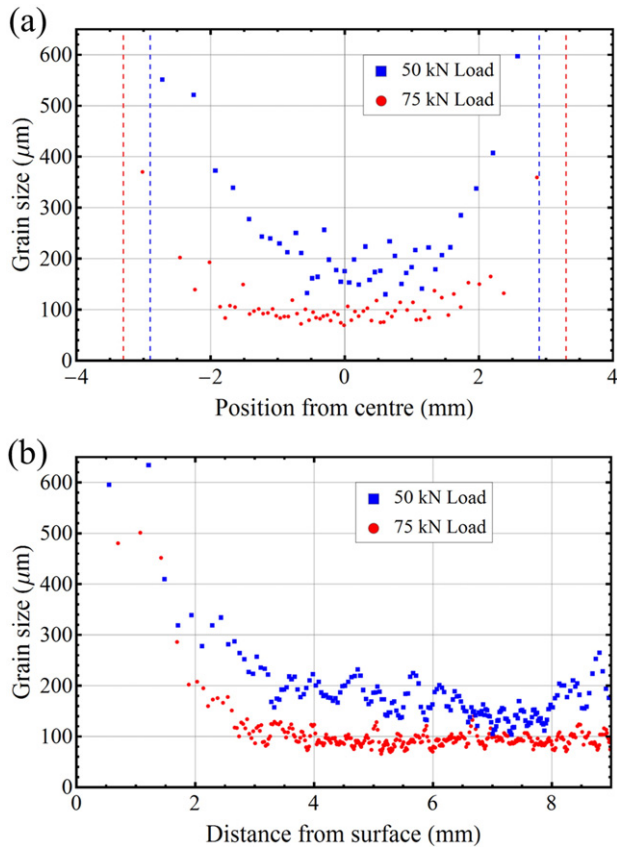 (a)
600
500
400
300
200
100
0
Grain size (μm)
50 kN Load
75 kN Load
−4
−2
0
2
4
Position from centre (mm)
(b)
600
500
400
300
200
100
0
Grain size (μm)
50 kN Load
75 kN Load
0
2
4
6
8
Distance from surface (mm)